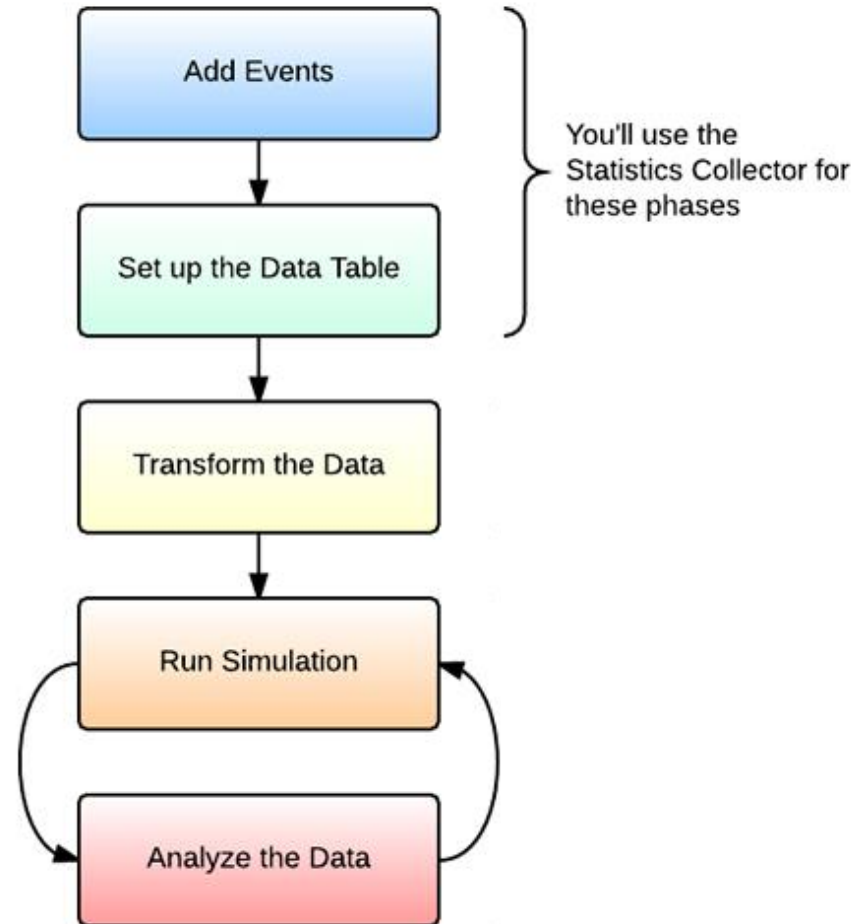 Add Events
You'll use the
Statistics Collector for
these phases
Set up the Data Table
Transform the Data
Run Simulation
Analyze the Data